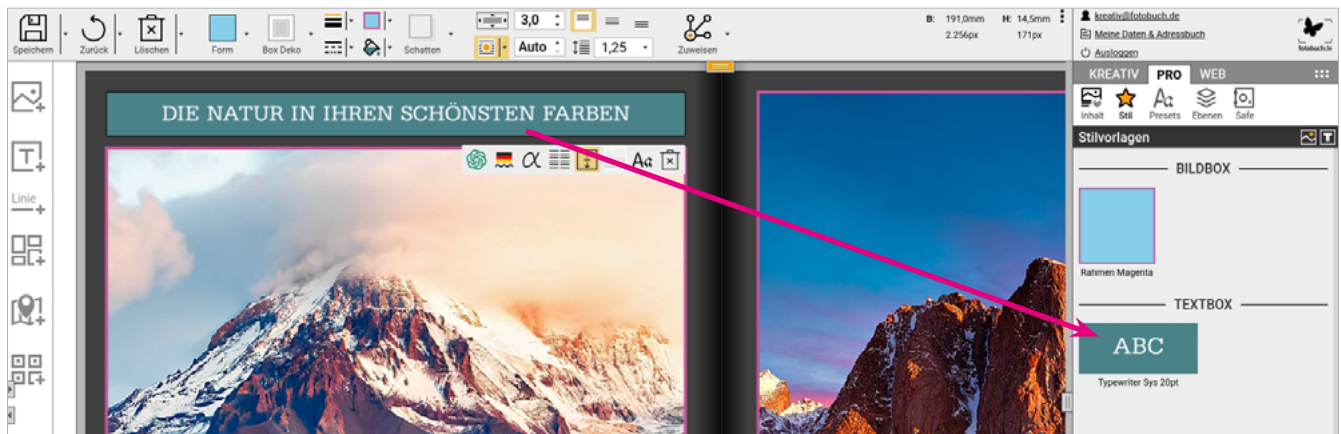 Speichern
Zurück
Löschen
Form
Box Deko
Schatten
3,0
Auto
1,25
Zuweisen
B: 191,0mm
H: 14,5mm
2.256px
171px
kreativ@fotobuch.de
Meine Daten & Adressbuch
Ausloggen
fotobuch.de
KREATIV
PRO
WEB
Inhalt
Stil
Presets
Ebenen
Safe
Stilvorlagen
BILDBOX
Rahmen Magenta
TEXTBOX
ABC
Typewriter Sys 20pt
Linie
DIE NATUR IN IHREN SCHÖNSTEN FARBEN